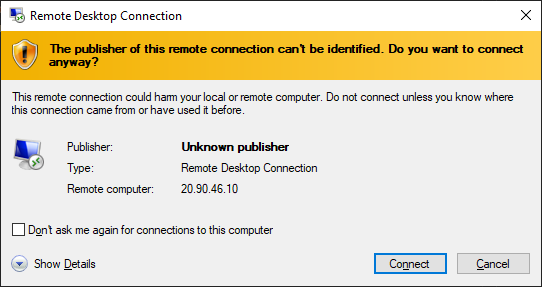 Remote Desktop Connection
The publisher of this remote connection can't be identified. Do you want to connect
anyway?
This remote connection could harm your local or remote computer. Do not connect unless you know where
this connection came from or have used it before.
Publisher: Unknown publisher
Type: Remote Desktop Connection
Remote computer: 20.90.46.10
Don't ask me again for connections to this computer
Show Details Connect Cancel